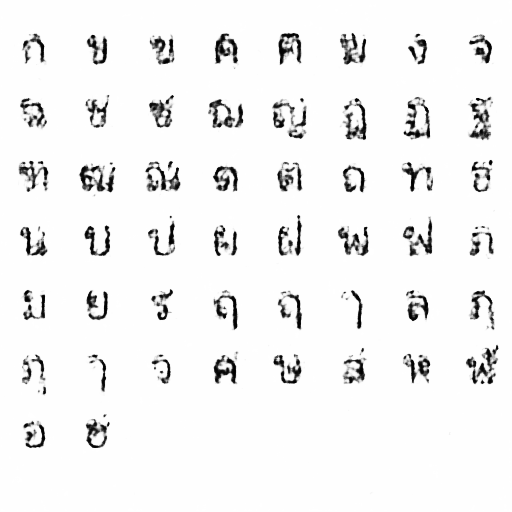 ก ข ฃ ค ฅ ฆ ง จ
ฉ ช ซ ฌ ญ ฎ ฏ ฐ
ฑ ฒ ณ ด ต ถ ท ธ
น บ ป ผ ฝ พ ฟ ภ
ม ย ร ฤ ฤ ๅ ล ฦ
ฦ ๅ ว ศ ษ ส ห ฬ
อ ฮ